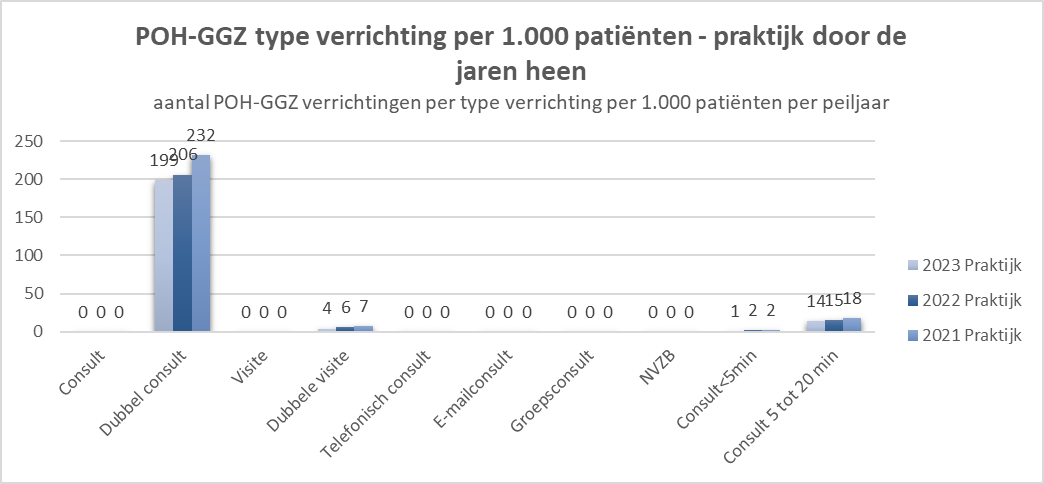 POH-GGZ type verrichting per 1.000 patiënten - praktijk door de
jaren heen
aantal POH-GGZ verrichtingen per type verrichting per 1.000 patiënten per peiljaar
250
200
150
100
50
0
0 0 0
199 206 232
0 0 0
4 6 7
0 0 0
0 0 0
0 0 0
0 0 0
1 2 2
14 15 18
Consult
Dubbel consult
Visite
Dubbele visite
Telefonisch consult
E-mailconsult
Groepsconsult
NVZB
Consult<5min
Consult 5 tot 20 min
2023 Praktijk
2022 Praktijk
2021 Praktijk